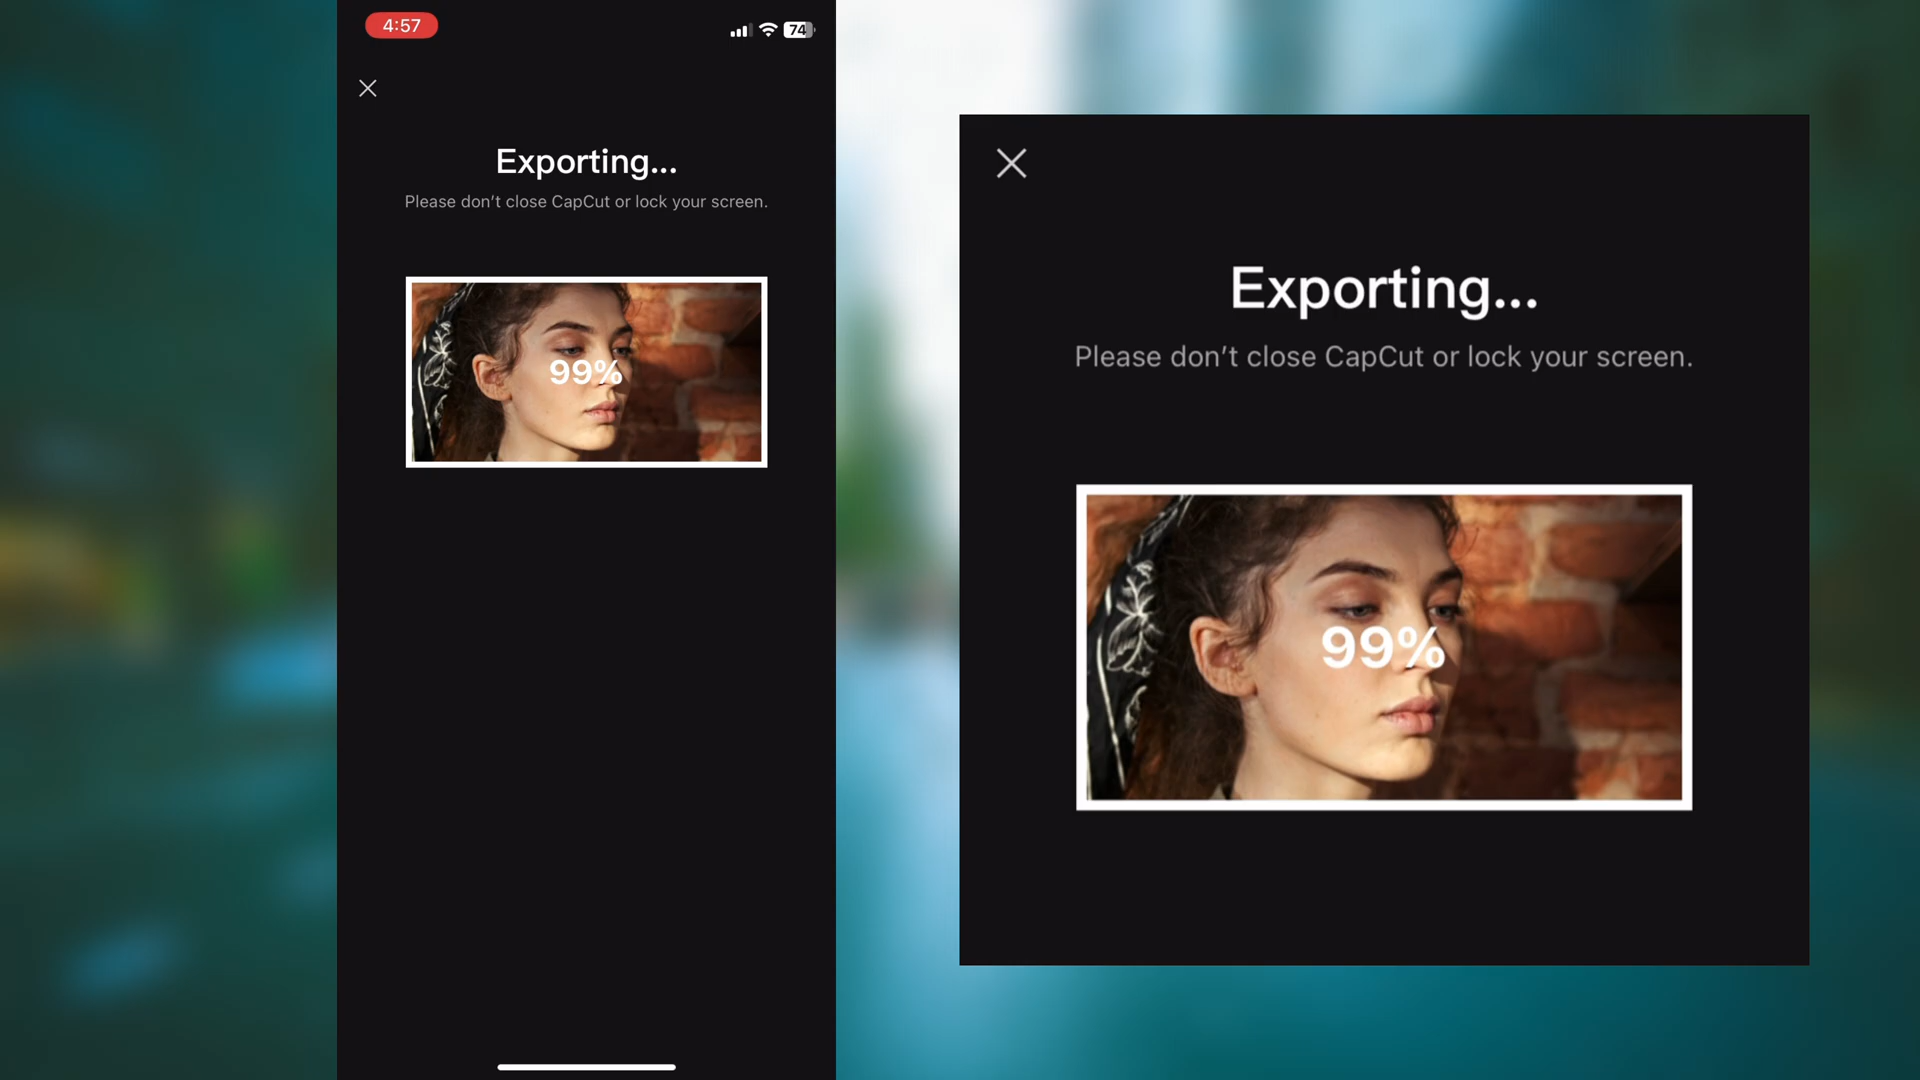 4:57
74
Exporting...
Please don’t close CapCut or lock your screen.
99%
Exporting...
Please don’t close CapCut or lock your screen.
99%